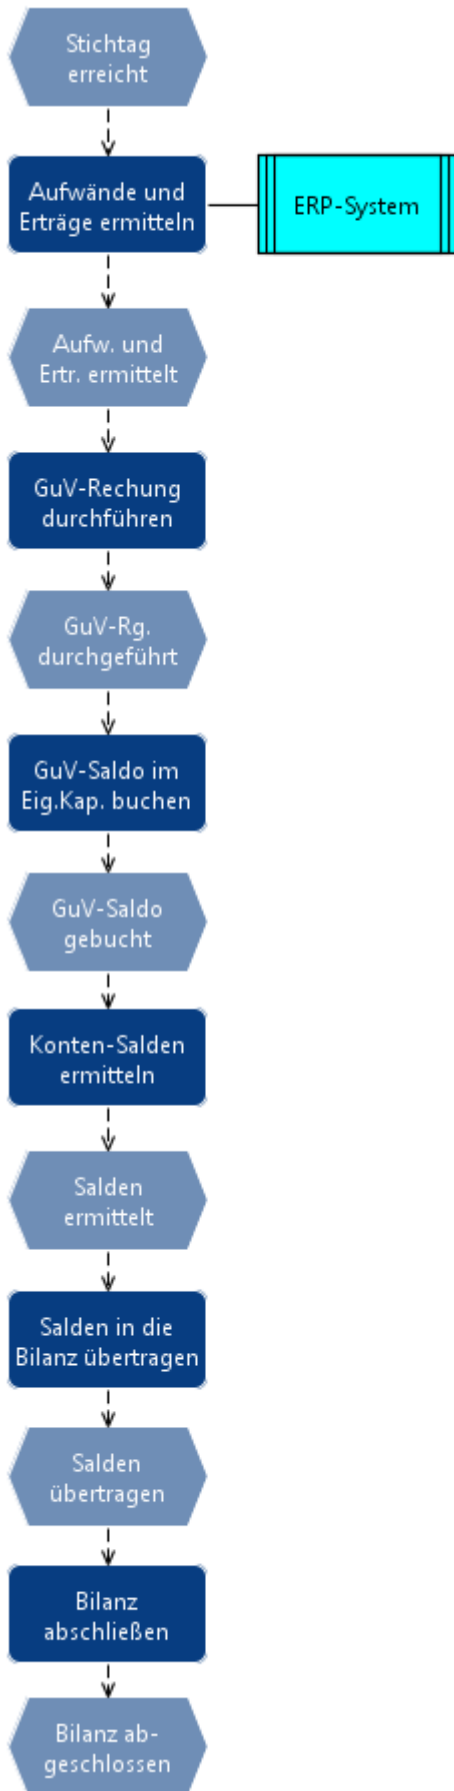 Stichtag
erreicht
Aufwände und
Erträge ermitteln
ERP-System
Aufw. und
Ertr. ermittelt
GuV-Rechung
durchführen
GuV-Rg.
durchgeführt
GuV-Saldo im
Eig.Kap. buchen
GuV-Saldo
gebucht
Konten-Salden
ermitteln
Salden
ermittelt
Salden in die
Bilanz übertragen
Salden
übertragen
Bilanz
abschließen
Bilanz ab-
geschlossen